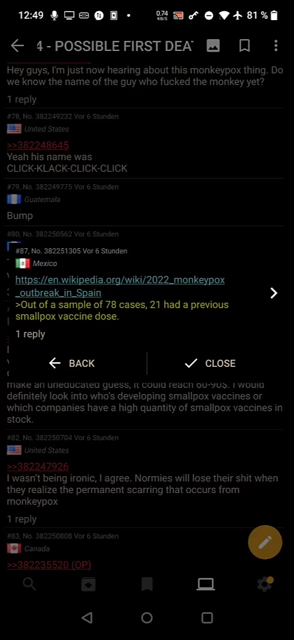 12:49
0.74
KB/S
81 %
4 - POSSIBLE FIRST DEA
Hey guys, I'm just now hearing about this monkeypox thing. Do
we know the name of the guy who fucked the monkey yet?
1 reply
#78, No. 382249232 Vor 6 Stunden
United States
>>382248645
Yeah his name was
CLICK-KLACK-CLICK-CLICK
#79, No. 382249775 Vor 6 Stunden
Guatemala
Bump
#80, No. 382250562 Vor 6 Stunden
#87, No. 382251305 Vor 6 Stunden
Mexico
https://en.wikipedia.org/wiki/2022_monkeypox
_outbreak_in_Spain
>Out of a sample of 78 cases, 21 had a previous
smallpox vaccine dose.
1 reply
BACK
CLOSE
make an uneducated guess, it could reach 60-90$. I would
definitely look into who's developing smallpox vaccines or
which companies have a high quantity of smallpox vaccines in
stock.
#82, No. 382250704 Vor 6 Stunden
United States
>>382247926
I wasn't being ironic, I agree. Normies will lose their shit when
they realize the permanent scarring that occurs from
monkeypox
1 reply
#83, No. 382250808 Vor 6 Stunden
Canada
>>382235520 (OP)